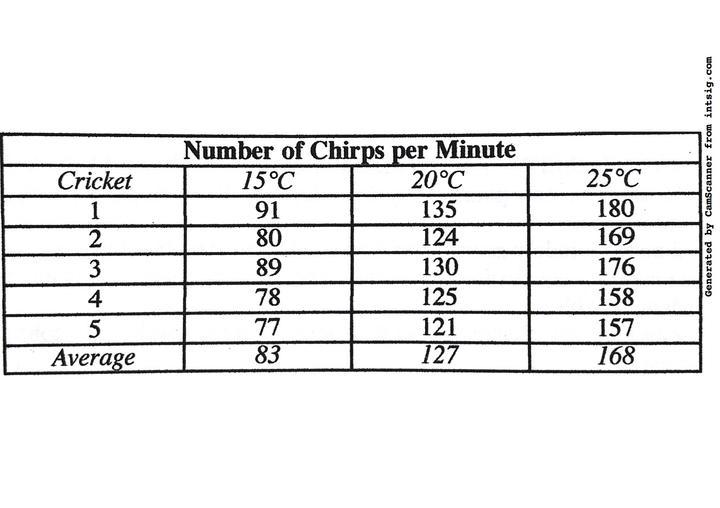 Number of Chirps per Minute
Cricket 15°C 20°C 25°C
1 91 135 180
2 80 124 169
3 89 130 176
4 78 125 158
5 77 121 157
Average 83 127 168
Generated by CamScanner from intsig.com